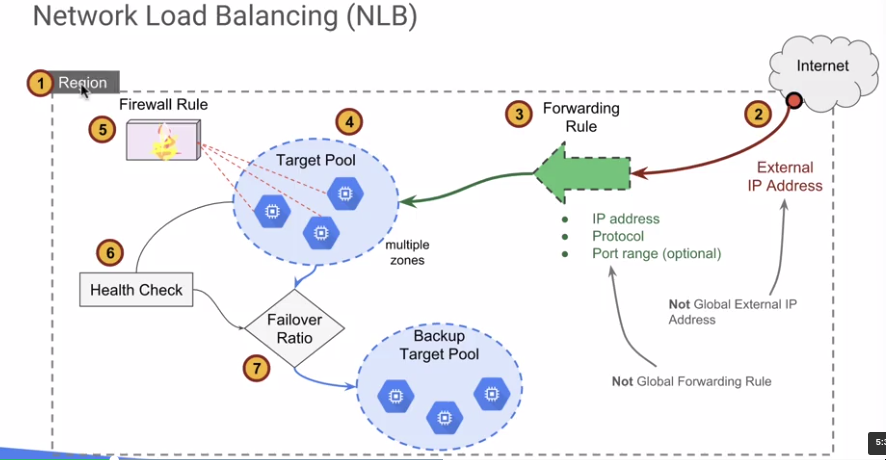 Network Load Balancing (NLB)
1
Region
Internet
Firewall Rule
5
4
Target Pool
3
Forwarding
Rule
2
External
IP Address
• IP address
• Protocol
• Port range (optional)
multiple
zones
6
Health Check
Failover
Ratio
7
Backup
Target Pool
Not Global External IP
Address
Not Global Forwarding Rule